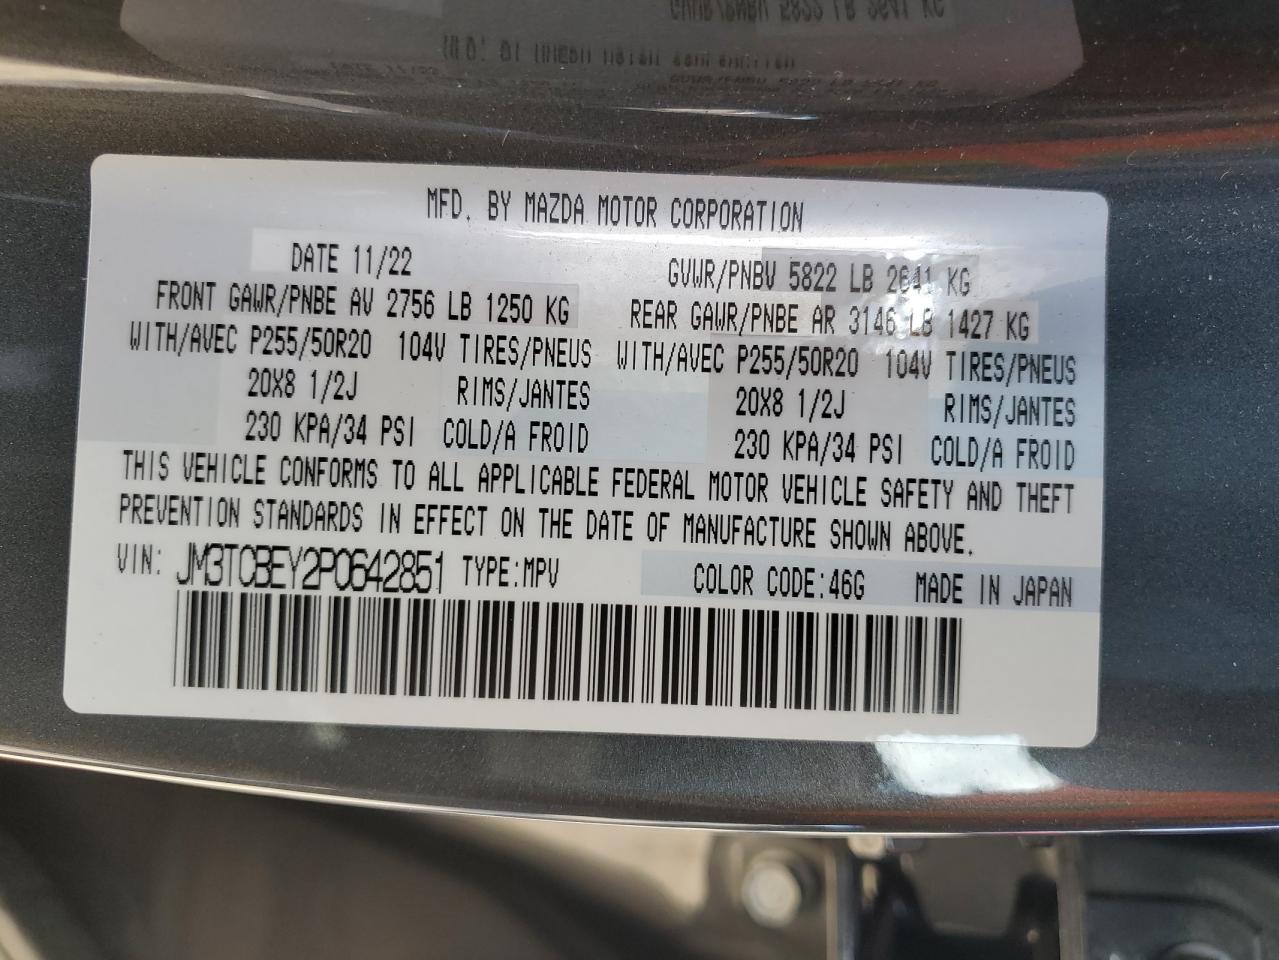 MFD. BY MAZDA MOTOR CORPORATION
DATE 11/22 GVWR/PNBV 5822 LB 2641 KG
FRONT GAWR/PNBE AV 2756 LB 1250 KG REAR GAWR/PNBE AR 3146 LB 1427 KG
WITH/AVEC P255/50R20 104V TIRES/PNEUS WITH/AVEC P255/50R20 104V TIRES/PNEUS
20X8 1/2J RIMS/JANTES 20X8 1/2J RIMS/JANTES
230 KPA/34 PSI COLD/A FROID 230 KPA/34 PSI COLD/A FROID
THIS VEHICLE CONFORMS TO ALL APPLICABLE FEDERAL MOTOR VEHICLE SAFETY AND THEFT
PREVENTION STANDARDS IN EFFECT ON THE DATE OF MANUFACTURE SHOWN ABOVE.
VIN: JM3TCBEY2P0642851 TYPE:MPV COLOR CODE:46G MADE IN JAPAN